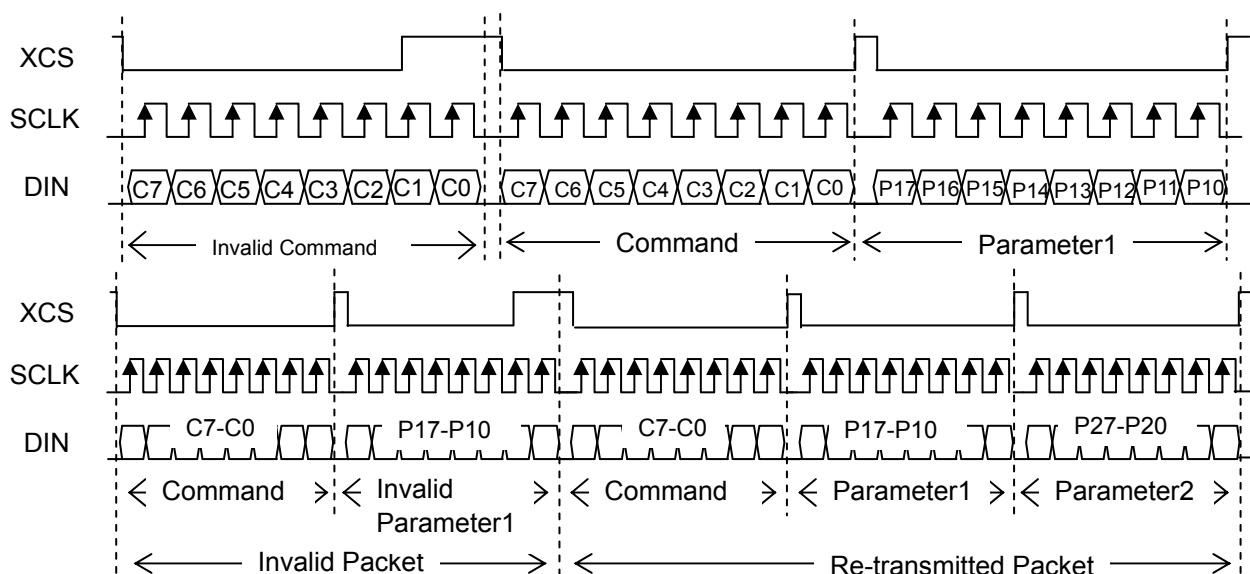 XCS
SCLK
DIN
C7 C6 C5 C4 C3 C2 C1 C0 C7 C6 C5 C4 C3 C2 C1 C0 P17 P16 P15 P14 P13 P12 P11 P10
Invalid Command Command Parameter1
XCS
SCLK
DIN
C7-C0 P17-P10 C7-C0 P17-P10 P27-P20
Command Invalid Parameter1 Command Parameter1 Parameter2
Invalid Packet Re-transmitted Packet